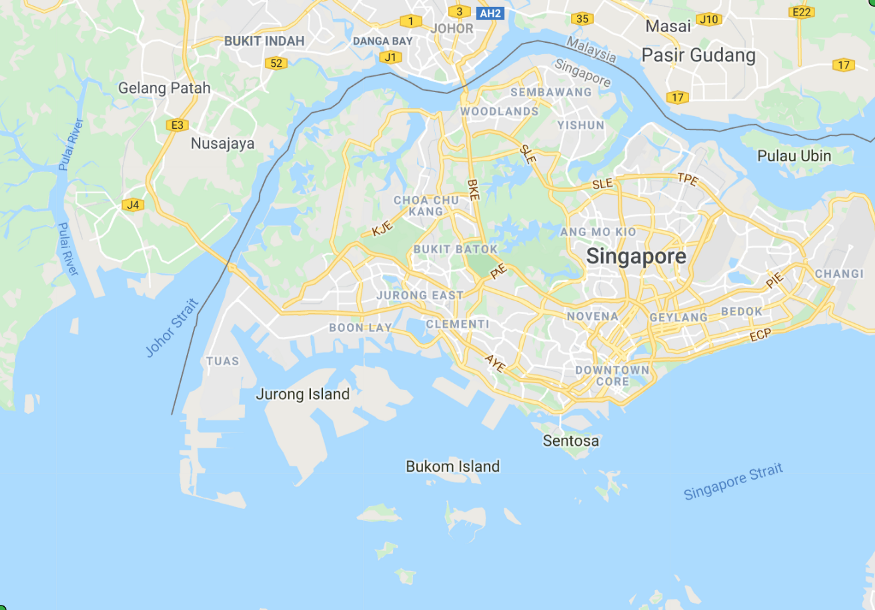 3
AH2
1
35
Masai
J10
E22
BUKIT INDAH
DANGA BAY
JOHOR
Malaysia
Pasir Gudang
J1
52
17
Singapore
Gelang Patah
SEMBAWANG
17
WOODLANDS
E3
YISHUN
Nusajaya
Pulai River
SLE
Pulau Ubin
SLE
TPE
BKE
J4
CHOA CHU
KANG
KJE
ANG MO KIO
Pulai River
BUKIT BATOK
Singapore
PIE
CHANGI
PIE
JURONG EAST
Johor Strait
NOVENA
GEYLANG
BEDOK
BOON LAY
CLEMENTI
ECP
TUAS
AYE
DOWNTOWN
CORE
Jurong Island
Sentosa
Bukom Island
Singapore Strait